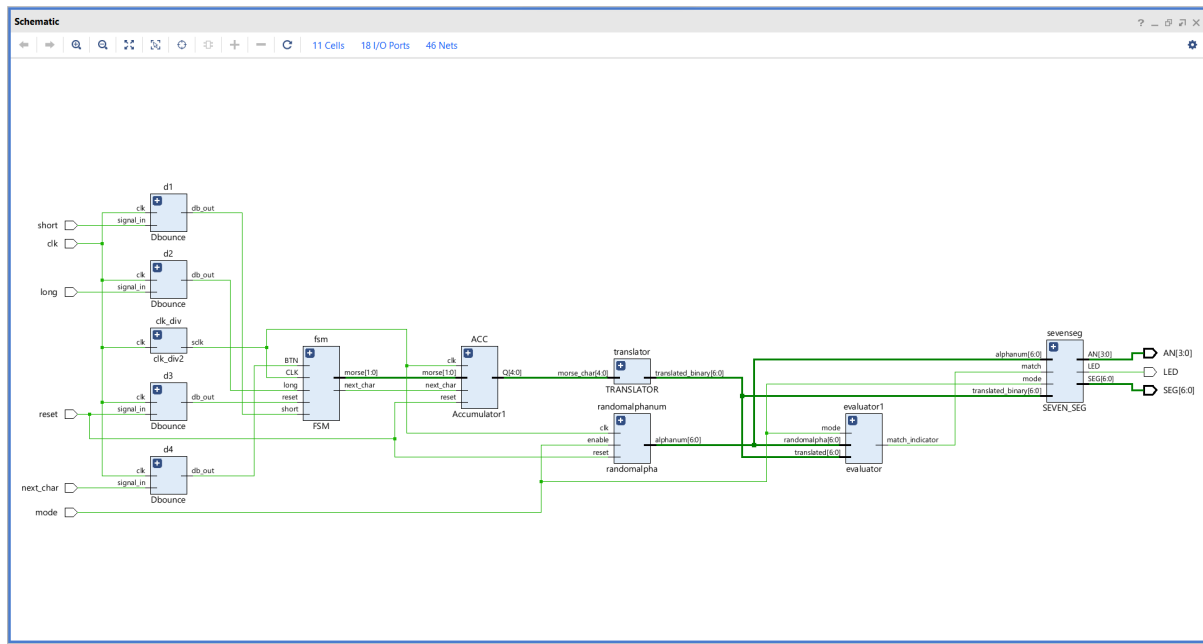 Schematic
11 Cells 18 I/O Ports 46 Nets
short
clk
long
reset
next_char
mode
d1
clk
signal_in
db_out
Dbounce
d2
clk
signal_in
db_out
Dbounce
clk_div
clk
sclk
clk_div2
d3
clk
signal_in
db_out
Dbounce
d4
clk
signal_in
db_out
Dbounce
fsm
BTN
CLK
long
reset
short
morse[1:0]
next_char
FSM
ACC
clk
morse[1:0]
next_char
reset
Q[4:0]
Accumulator1
translator
morse_char[4:0]
translated_binary[6:0]
TRANSLATOR
randomalphanum
clk
enable
reset
alphanum[6:0]
randomalpha
evaluator1
mode
randomalpha[6:0]
translated[6:0]
match_indicator
evaluator
sevenseg
alphanum[6:0]
match
mode
translated_binary[6:0]
AN[3:0]
LED
SEG[6:0]
SEVEN_SEG
AN[3:0]
LED
SEG[6:0]